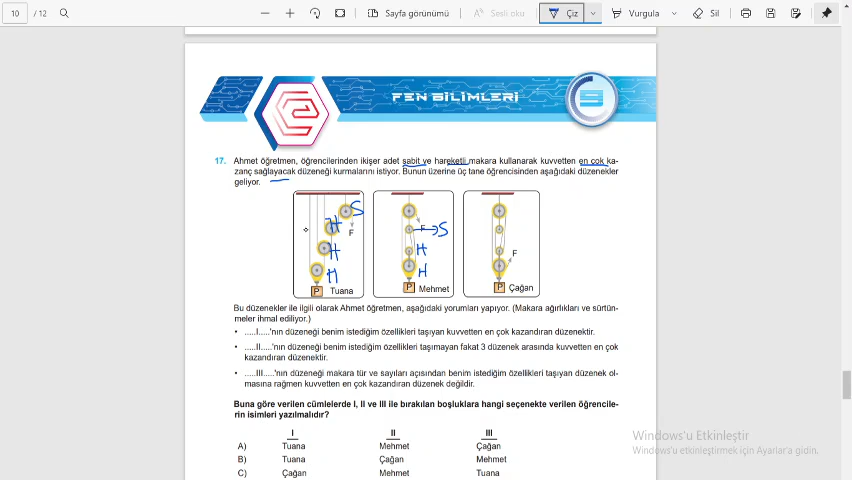 10 / 12
Sayfa görünümü
Sesli oku
Çiz
Vurgula
Sil
FEN BİLİMLERİ
17. Ahmet öğretmen, öğrencilerinden ikişer adet sabit ve hareketli makara kullanarak kuvvetten en çok ka-
zanç sağlayacak düzeneği kurmalarını istiyor. Bunun üzerine üç tane öğrencisinden aşağıdaki düzenekler
geliyor.
S
H
F
H
H
P
Tuana
F
S
H
H
P
Mehmet
F
P
Çağan
Bu düzenekler ile ilgili olarak Ahmet öğretmen, aşağıdaki yorumları yapıyor. (Makara ağırlıkları ve sürtün-
meler ihmal ediliyor.)
• .....I.....'nın düzeneği benim istediğim özellikleri taşıyan kuvvetten en çok kazandıran düzenektir.
• .....II.....'nın düzeneği benim istediğim özellikleri taşımayan fakat 3 düzenek arasında kuvvetten en çok
kazandıran düzenektir.
• .....III.....'nın düzeneği makara tür ve sayıları açısından benim istediğim özellikleri taşıyan düzenek ol-
masına rağmen kuvvetten en çok kazandıran düzenek değildir.
Buna göre verilen cümlelerde I, II ve III ile bırakılan boşluklara hangi seçenekte verilen öğrencile-
rin isimleri yazılmalıdır?
I II III
A) Tuana Mehmet Çağan
B) Tuana Çağan Mehmet
C) Çağan Mehmet Tuana
Windows'u Etkinleştir
Windows'u etkinleştirmek için Ayarlar'a gidin.